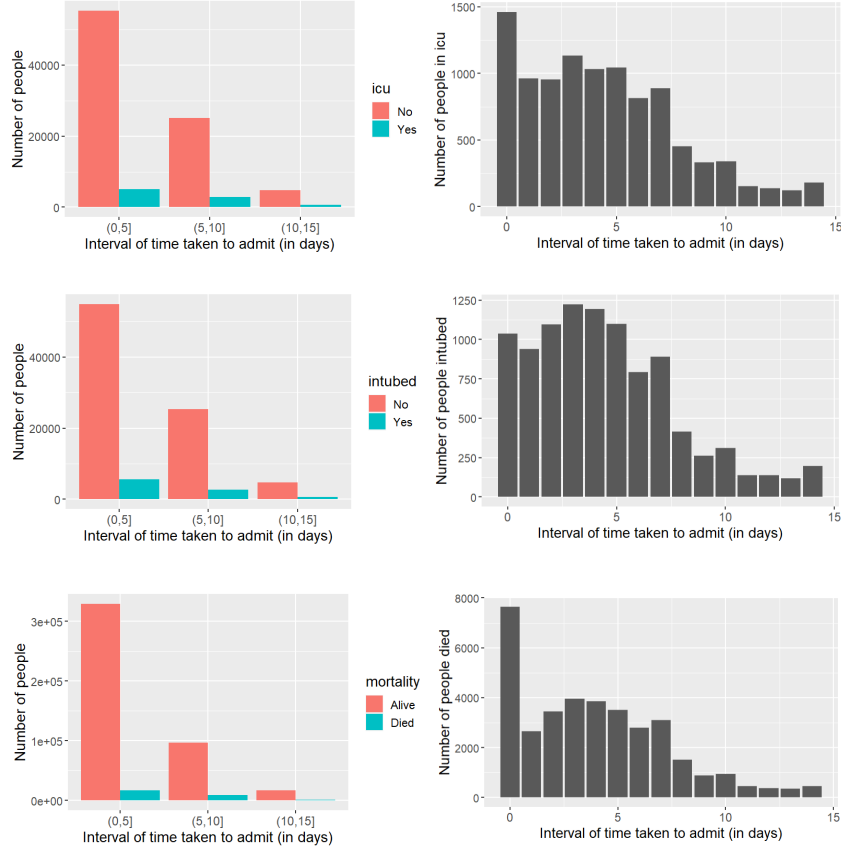 Number of people
40000
20000
0
(0,5]
(5,10]
(10,15]
Interval of time taken to admit (in days)
icu
No
Yes
Number of people in icu
1500
1000
500
0
0
5
10
15
Interval of time taken to admit (in days)
Number of people
40000
20000
0
(0,5]
(5,10]
(10,15]
Interval of time taken to admit (in days)
intubed
No
Yes
Number of people intubed
1250
1000
750
500
250
0
0
5
10
15
Interval of time taken to admit (in days)
Number of people
3e+05
2e+05
1e+05
0e+00
(0,5]
(5,10]
(10,15]
Interval of time taken to admit (in days)
mortality
Alive
Died
Number of people died
8000
6000
4000
2000
0
0
5
10
15
Interval of time taken to admit (in days)